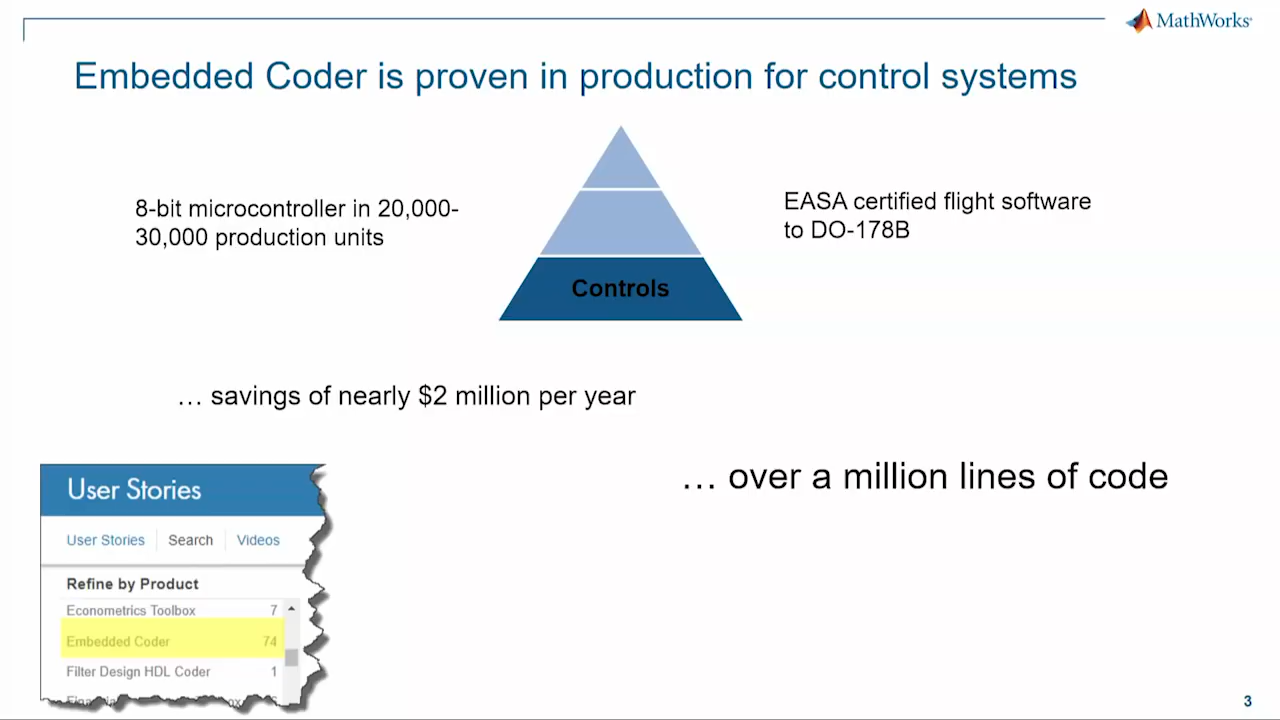 MathWorks
Embedded Coder is proven in production for control systems
8-bit microcontroller in 20,000-
30,000 production units
EASA certified flight software
to DO-178B
Controls
… savings of nearly $2 million per year
… over a million lines of code
User Stories
User Stories Search Videos
Refine by Product
Econometrics Toolbox 7
Embedded Coder 74
Filter Design HDL Coder 1
3